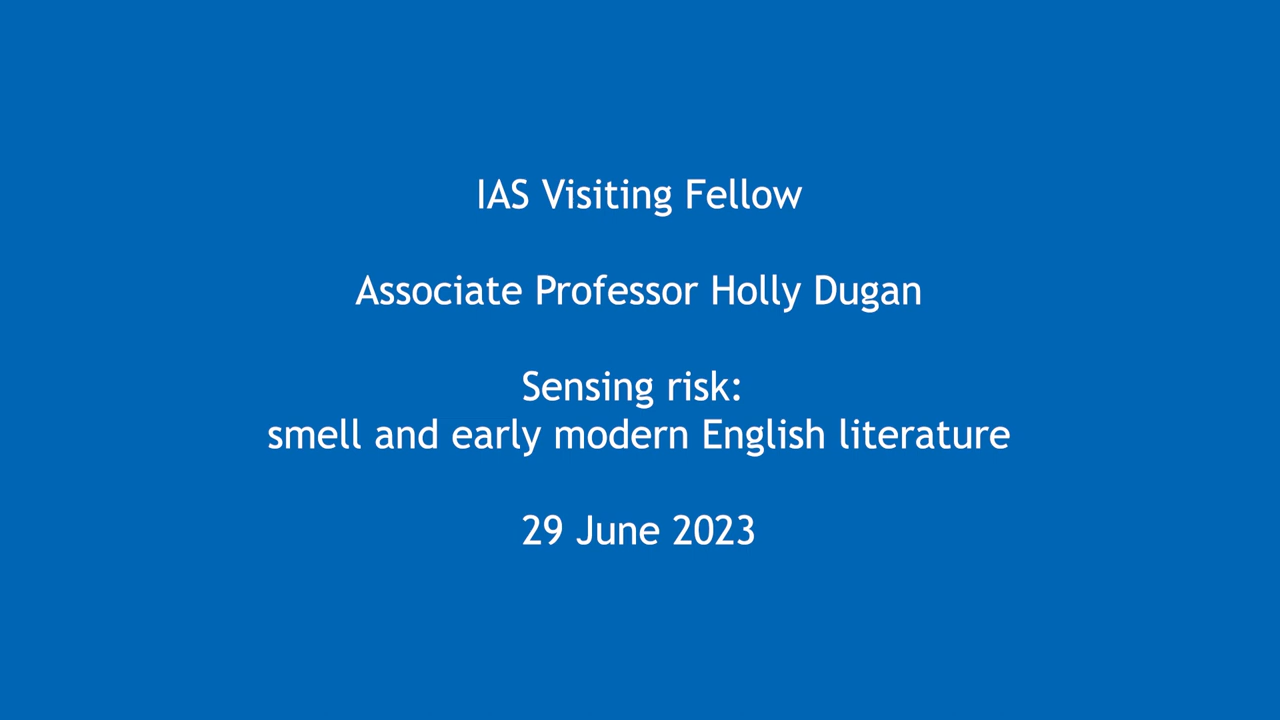 IAS Visiting Fellow
Associate Professor Holly Dugan
Sensing risk:
smell and early modern English literature
29 June 2023